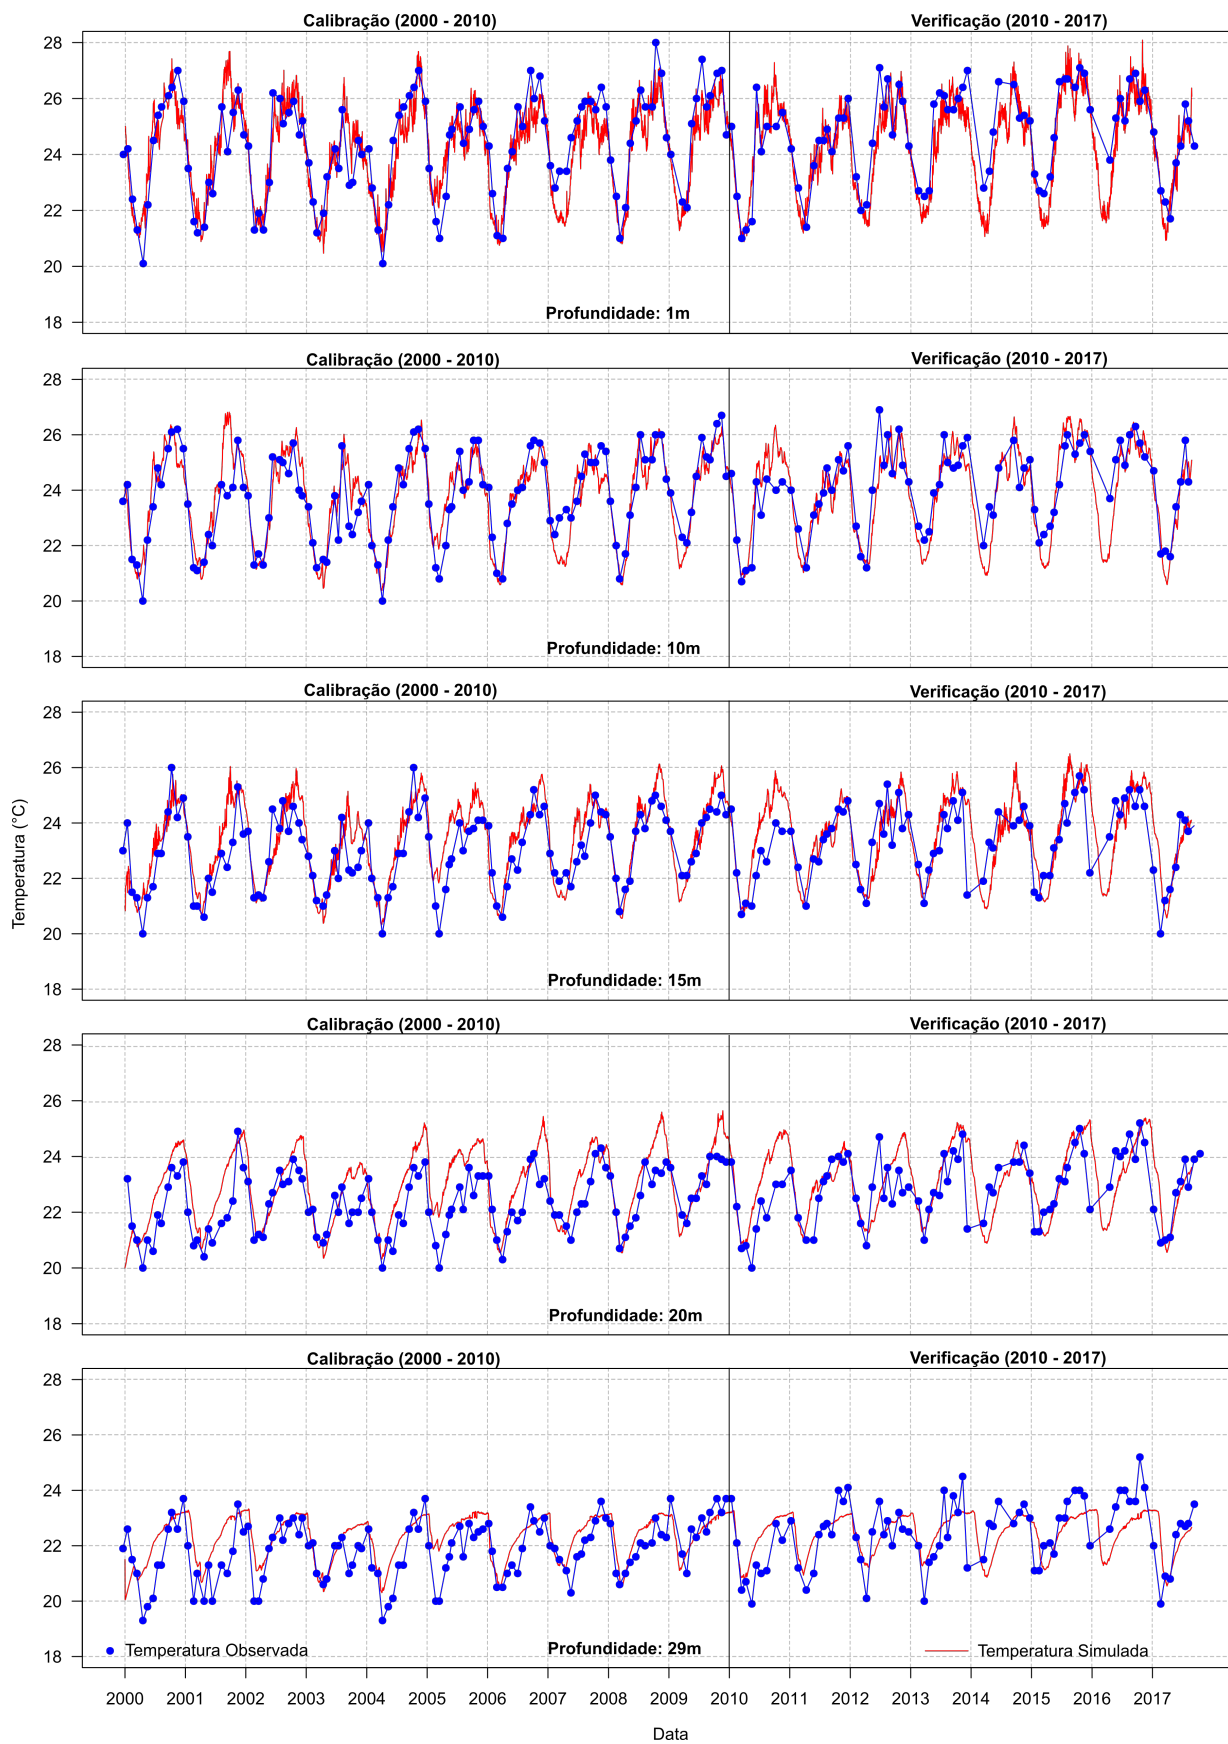 Calibração (2000 - 2010) Verificação (2010 - 2017)
28
26
24
22
20
18
Profundidade: 1m
Calibração (2000 - 2010) Verificação (2010 - 2017)
28
26
24
22
20
18
Profundidade: 10m
Calibração (2000 - 2010) Verificação (2010 - 2017)
28
26
24
22
20
18
Temperatura (°C)
Profundidade: 15m
Calibração (2000 - 2010) Verificação (2010 - 2017)
28
26
24
22
20
18
Profundidade: 20m
Calibração (2000 - 2010) Verificação (2010 - 2017)
28
26
24
22
20
18
Temperatura Observada Profundidade: 29m Temperatura Simulada
2000 2001 2002 2003 2004 2005 2006 2007 2008 2009 2010 2011 2012 2013 2014 2015 2016 2017
Data